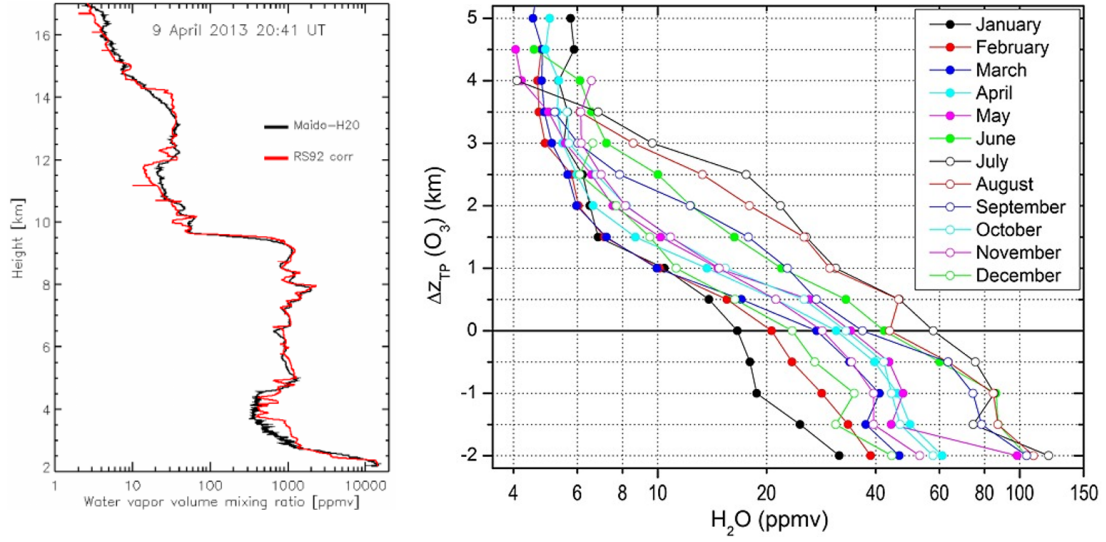 9 April 2013 20:41 UT
Maïdo-H20
RS92 corr
Height [km]
16
14
12
10
8
6
4
2
1
10
100
1000
10000
Water vapor volume mixing ratio [ppmv]
ΔzTP (O3) (km)
5
4
3
2
1
0
-1
-2
4
6
8
10
20
40
60
80
100
150
H2O (ppmv)
January
February
March
April
May
June
July
August
September
October
November
December